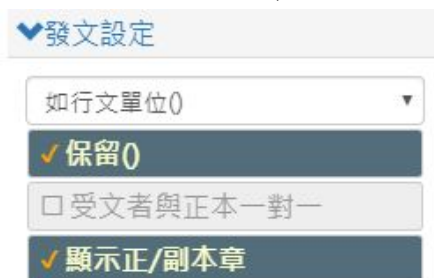 發文設定
如行文單位()
✓保留()
□受文者與正本一對一
✓顯示正/副本章